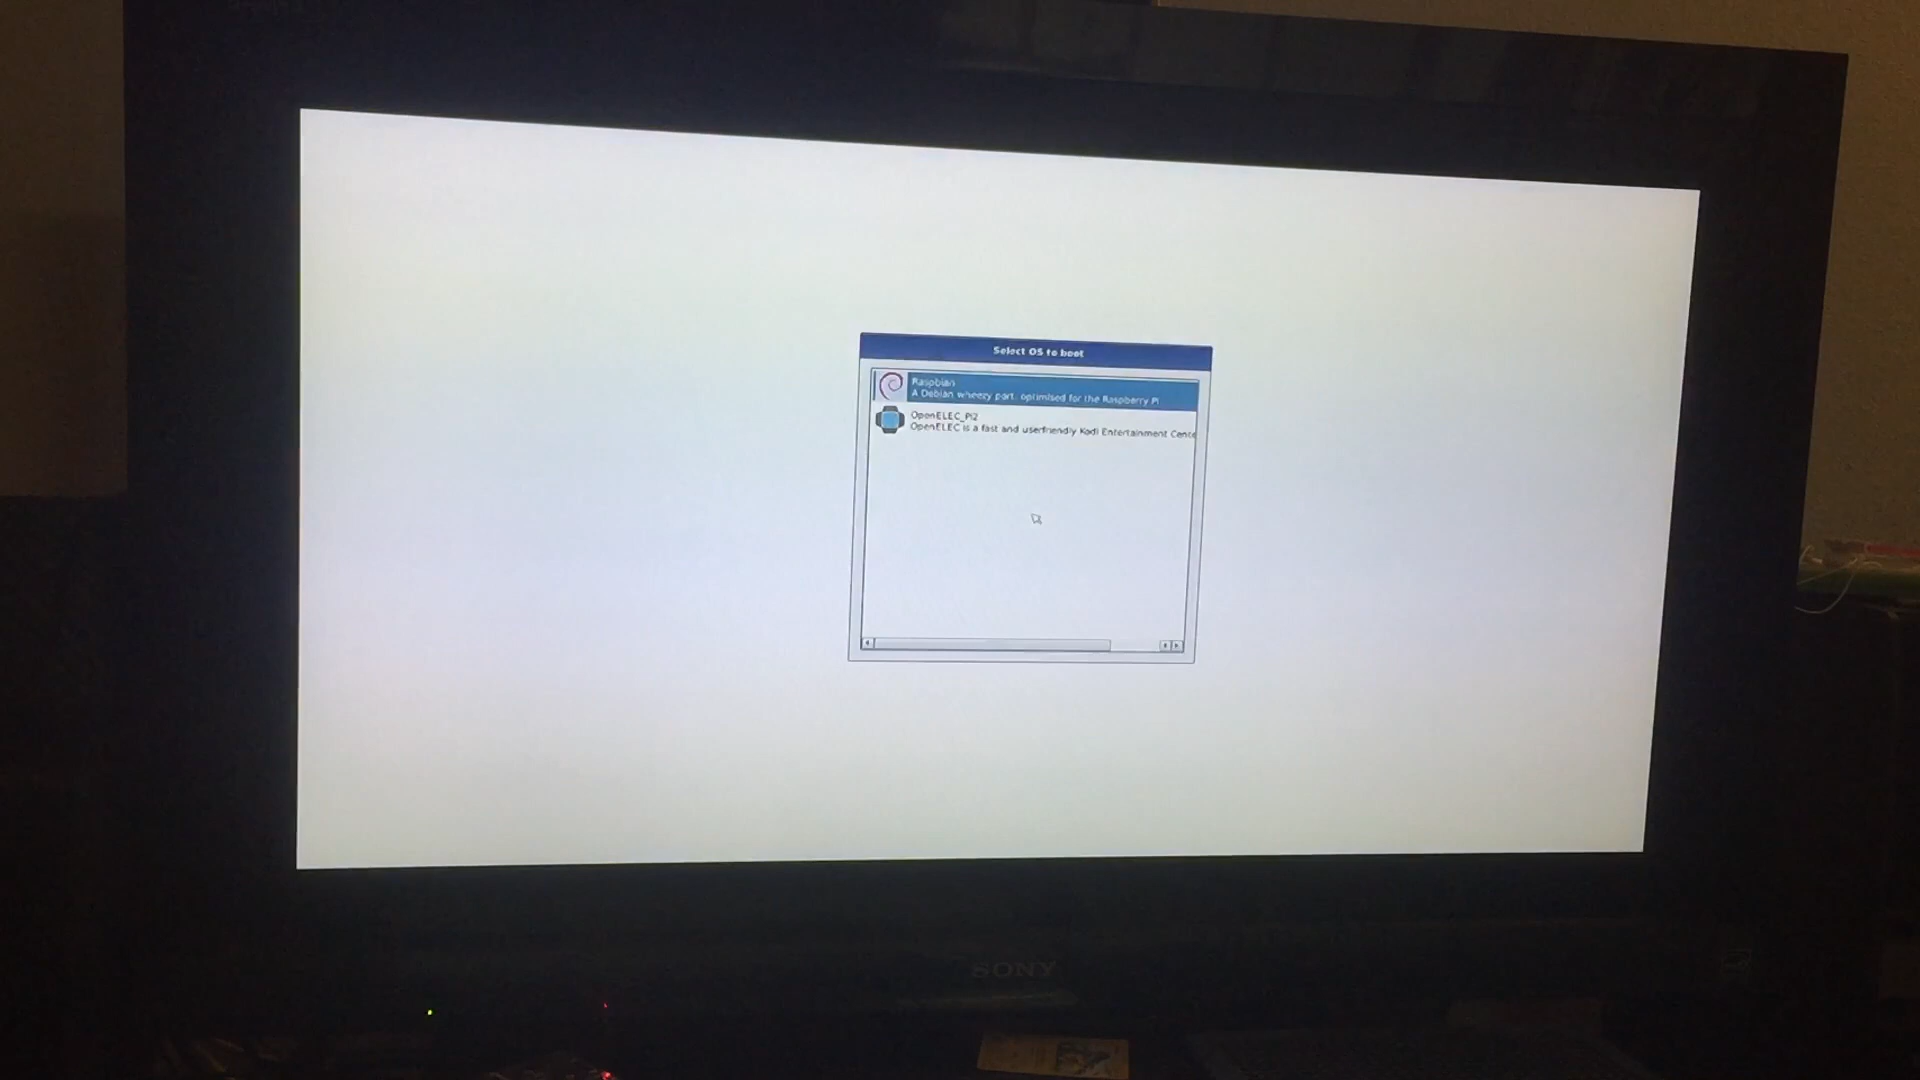 Select OS to boot
Raspbian
A Debian wheezy port, optimised for the Raspberry Pi
OpenELEC_Pi2
OpenELEC is a fast and userfriendly Kodi Entertainment Cente
SONY